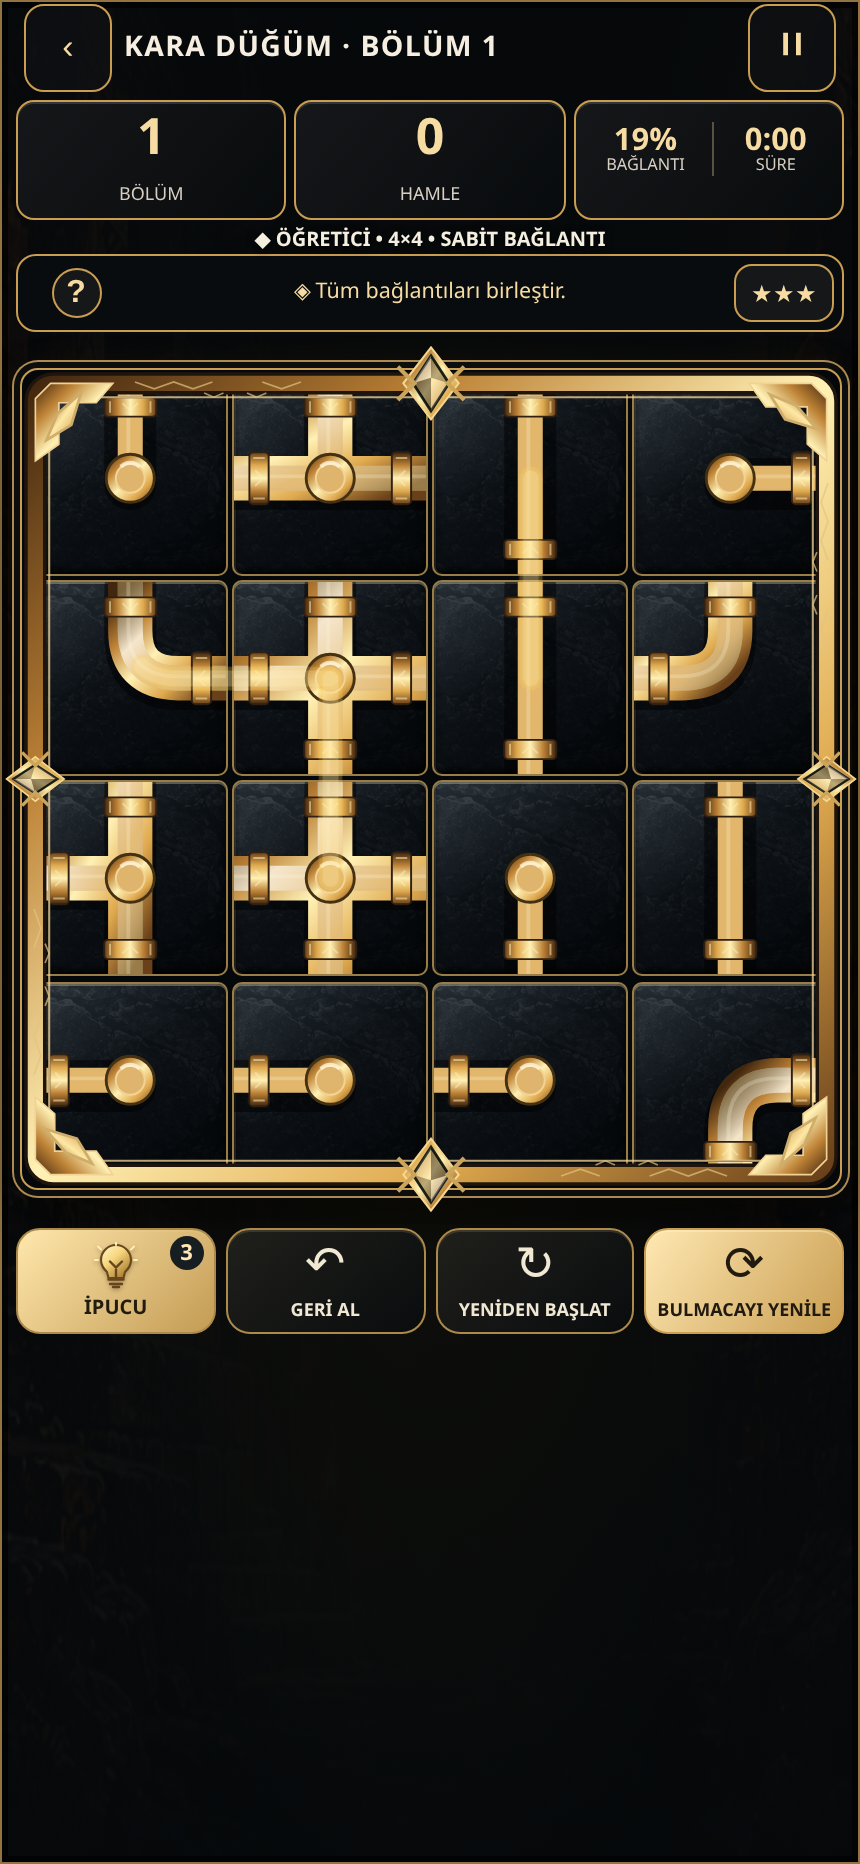 ‹ KARA DÜĞÜM · BÖLÜM 1
1
BÖLÜM
0
HAMLE
19%
BAĞLANTI
0:00
SÜRE
◆ ÖĞRETİCİ • 4×4 • SABİT BAĞLANTI
?
◈ Tüm bağlantıları birleştir.
★★★
3
İPUCU
GERİ AL
YENİDEN BAŞLAT
BULMACAYI YENİLE